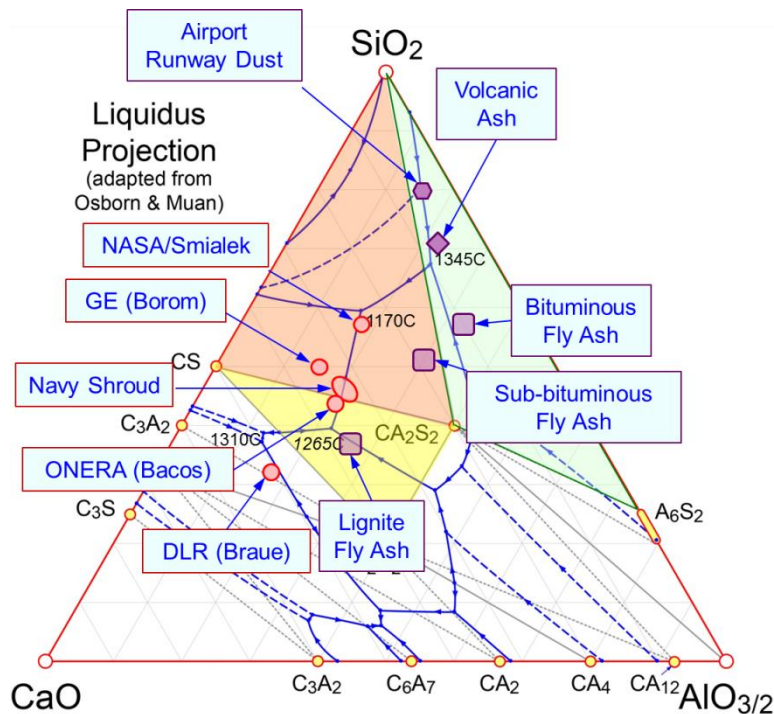 Airport
Runway Dust
SiO2
Volcanic
Ash
Liquidus
Projection
(adapted from
Osborn & Muan)
NASA/Smialek
1345C
GE (Borom)
1170C
Bituminous
Fly Ash
CS
Navy Shroud
Sub-bituminous
Fly Ash
C3A2
1310C
1265C
CA2S2
ONERA (Bacos)
C3S
A6S2
DLR (Braue)
Lignite
Fly Ash
CaO
C3A2
C6A7
CA2
CA4
CA12
AlO3/2